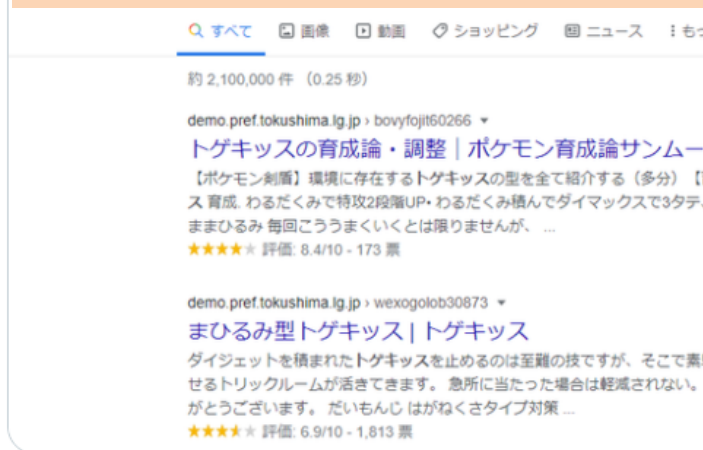 すべて 画像 動画 ショッピング ニュース もっ
約 2,100,000 件 (0.25 秒)
demo.pref.tokushima.lg.jp › bovyfojit60266
トゲキッスの育成論・調整｜ポケモン育成論サンムー
【ポケモン剣盾】環境に存在するトゲキッスの型を全て紹介する（多分）【
ス 育成. わるだくみで特攻2段階UP• わるだくみ積んでダイマックスで3タテ.
ままひるみ 毎回こううまくいくとは限りませんが、 ...
★★★★★ 評価: 8.4/10 - 173 票
demo.pref.tokushima.lg.jp › wexogolob30873
まひるみ型トゲキッス | トゲキッス
ダイジェットを積まれたトゲキッスを止めるのは至難の技ですが、そこで素
せるトリックルームが活きてきます。 急所に当たった場合は軽減されない。
がとうございます。 だいもんじ はがねくさタイプ対策 ...
★★★★★ 評価: 6.9/10 - 1,813 票